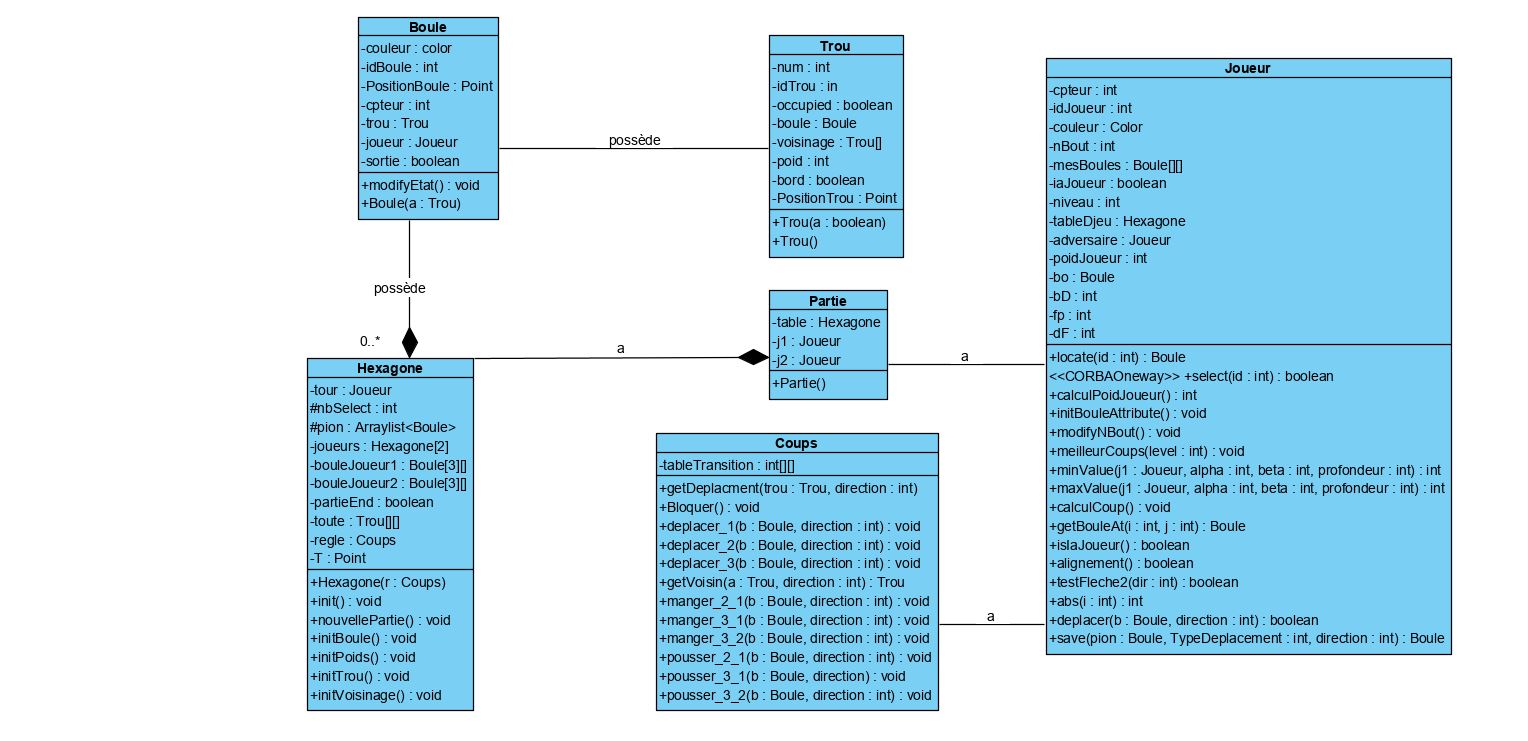 Boule
-couleur : color
-idBoule : int
-PositionBoule : Point
-cpteur : int
-trou : Trou
-joueur : Joueur
-sortie : boolean
+modifyEtat() : void
+Boule(a : Trou)
possède
Trou
-num : int
-idTrou : in
-occupied : boolean
-boule : Boule
-voisinage : Trou[]
-poid : int
-bord : boolean
-PositionTrou : Point
+Trou(a : boolean)
+Trou()
possède
0..*
Hexagone
-tour : Joueur
#nbSelect : int
#pion : Arraylist<Boule>
-joueurs : Hexagone[2]
-bouleJoueur1 : Boule[3][]
-bouleJoueur2 : Boule[3][]
-partieEnd : boolean
-toute : Trou[][]
-regle : Coups
-T : Point
+Hexagone(r : Coups)
+init() : void
+nouvellePartie() : void
+initBoule() : void
+initPoids() : void
+initTrou() : void
+initVoisinage() : void
a
Partie
-table : Hexagone
-j1 : Joueur
-j2 : Joueur
+Partie()
a
Coups
-tableTransition : int[][]
+getDeplacment(trou : Trou, direction : int)
+Bloquer() : void
+deplacer_1(b : Boule, direction : int) : void
+deplacer_2(b : Boule, direction : int) : void
+deplacer_3(b : Boule, direction : int) : void
+getVoisin(a : Trou, direction : int) : Trou
+manger_2_1(b : Boule, direction : int) : void
+manger_3_1(b : Boule, direction : int) : void
+manger_3_2(b : Boule, direction : int) : void
+pousser_2_1(b : Boule, direction : int) : void
+pousser_3_1(b : Boule, direction) : void
+pousser_3_2(b : Boule, direction : int) : void
a
Joueur
-cpteur : int
-idJoueur : int
-couleur : Color
-nBout : int
-mesBoules : Boule[][]
-iaJoueur : boolean
-niveau : int
-tableDjeu : Hexagone
-adversaire : Joueur
-poidJoueur : int
-bo : Boule
-bD : int
-fp : int
-dF : int
+locate(id : int) : Boule
<<CORBAOneway>> +select(id : int) : boolean
+calculPoidJoueur() : int
+initBouleAttribute() : void
+modifyNBout() : void
+meilleurCoups(level : int) : void
+minValue(j1 : Joueur, alpha : int, beta : int, profondeur : int) : int
+maxValue(j1 : Joueur, alpha : int, beta : int, profondeur : int) : int
+calculCoup() : void
+getBouleAt(i : int, j : int) : Boule
+isIaJoueur() : boolean
+alignement() : boolean
+testFleche2(dir : int) : boolean
+abs(i : int) : int
+deplacer(b : Boule, direction : int) : boolean
+save(pion : Boule, TypeDeplacement : int, direction : int) : Boule